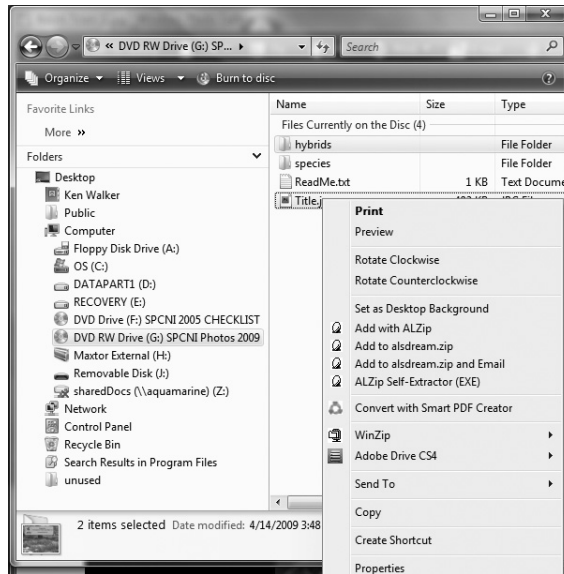 « DVD RW Drive (G:) SP...
Search
Organize
Views
Burn to disc
Favorite Links
More »
Folders
Desktop
Ken Walker
Public
Computer
Floppy Disk Drive (A:)
OS (C:)
DATAPART1 (D:)
RECOVERY (E:)
DVD Drive (F:) SPCNI 2005 CHECKLIST
DVD RW Drive (G:) SPCNI Photos 2009
Maxtor External (H:)
Removable Disk (J:)
sharedDocs (\\aquamarine) (Z:)
Network
Control Panel
Recycle Bin
Search Results in Program Files
unused
Name Size Type
Files Currently on the Disc (4)
hybrids File Folder
species File Folder
ReadMe.txt 1 KB Text Docume
Title.j
Print
Preview
Rotate Clockwise
Rotate Counterclockwise
Set as Desktop Background
Add with ALZip
Add to alsdream.zip
Add to alsdream.zip and Email
ALZip Self-Extractor (EXE)
Convert with Smart PDF Creator
WinZip
Adobe Drive CS4
Send To
Copy
Create Shortcut
Properties
2 items selected Date modified: 4/14/2009 3:48